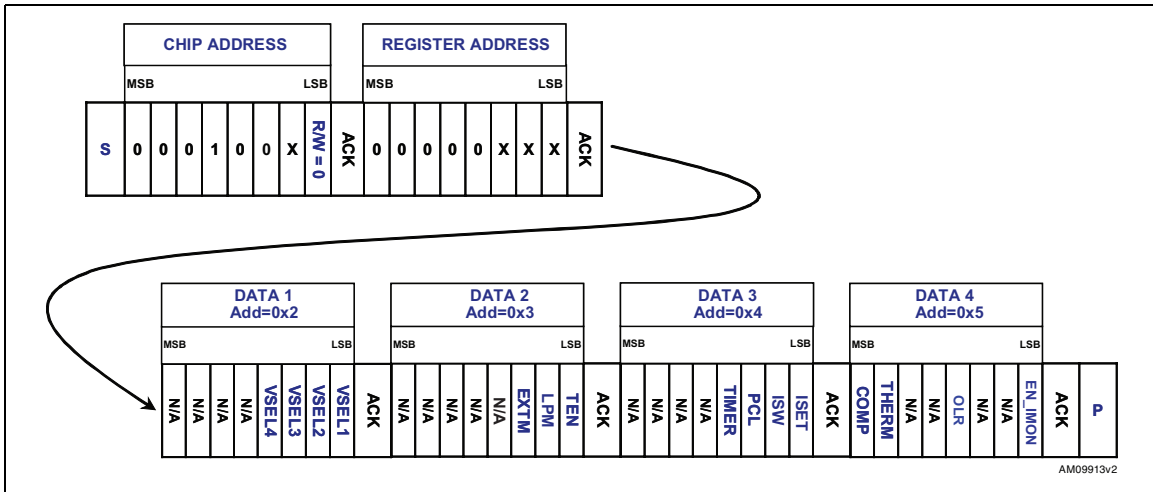 CHIP ADDRESS REGISTER ADDRESS
MSB LSB MSB LSB
S 0 0 0 1 0 0 X R/W = 0 ACK 0 0 0 0 0 X X X ACK
DATA 1 DATA 2 DATA 3 DATA 4
Add=0x2 Add=0x3 Add=0x4 Add=0x5
MSB LSB MSB LSB MSB LSB MSB LSB
N/A N/A N/A N/A VSEL4 VSEL3 VSEL2 VSEL1 ACK N/A N/A N/A N/A N/A EXTM LPM TEN ACK N/A N/A N/A N/A TIMER PCL ISW ISET ACK COMP THERM N/A N/A OLR N/A N/A EN_IMON ACK P
AM09913v2